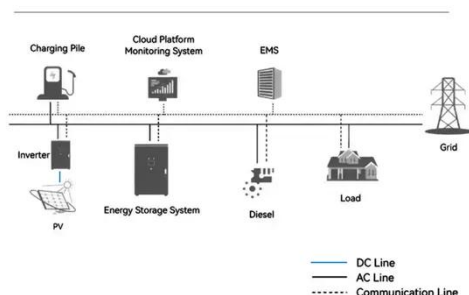 Charging Pile
Cloud Platform
Monitoring System
EMS
Inverter
Grid
Energy Storage System
Diesel
Load
PV
DC Line
AC Line
Communication Line